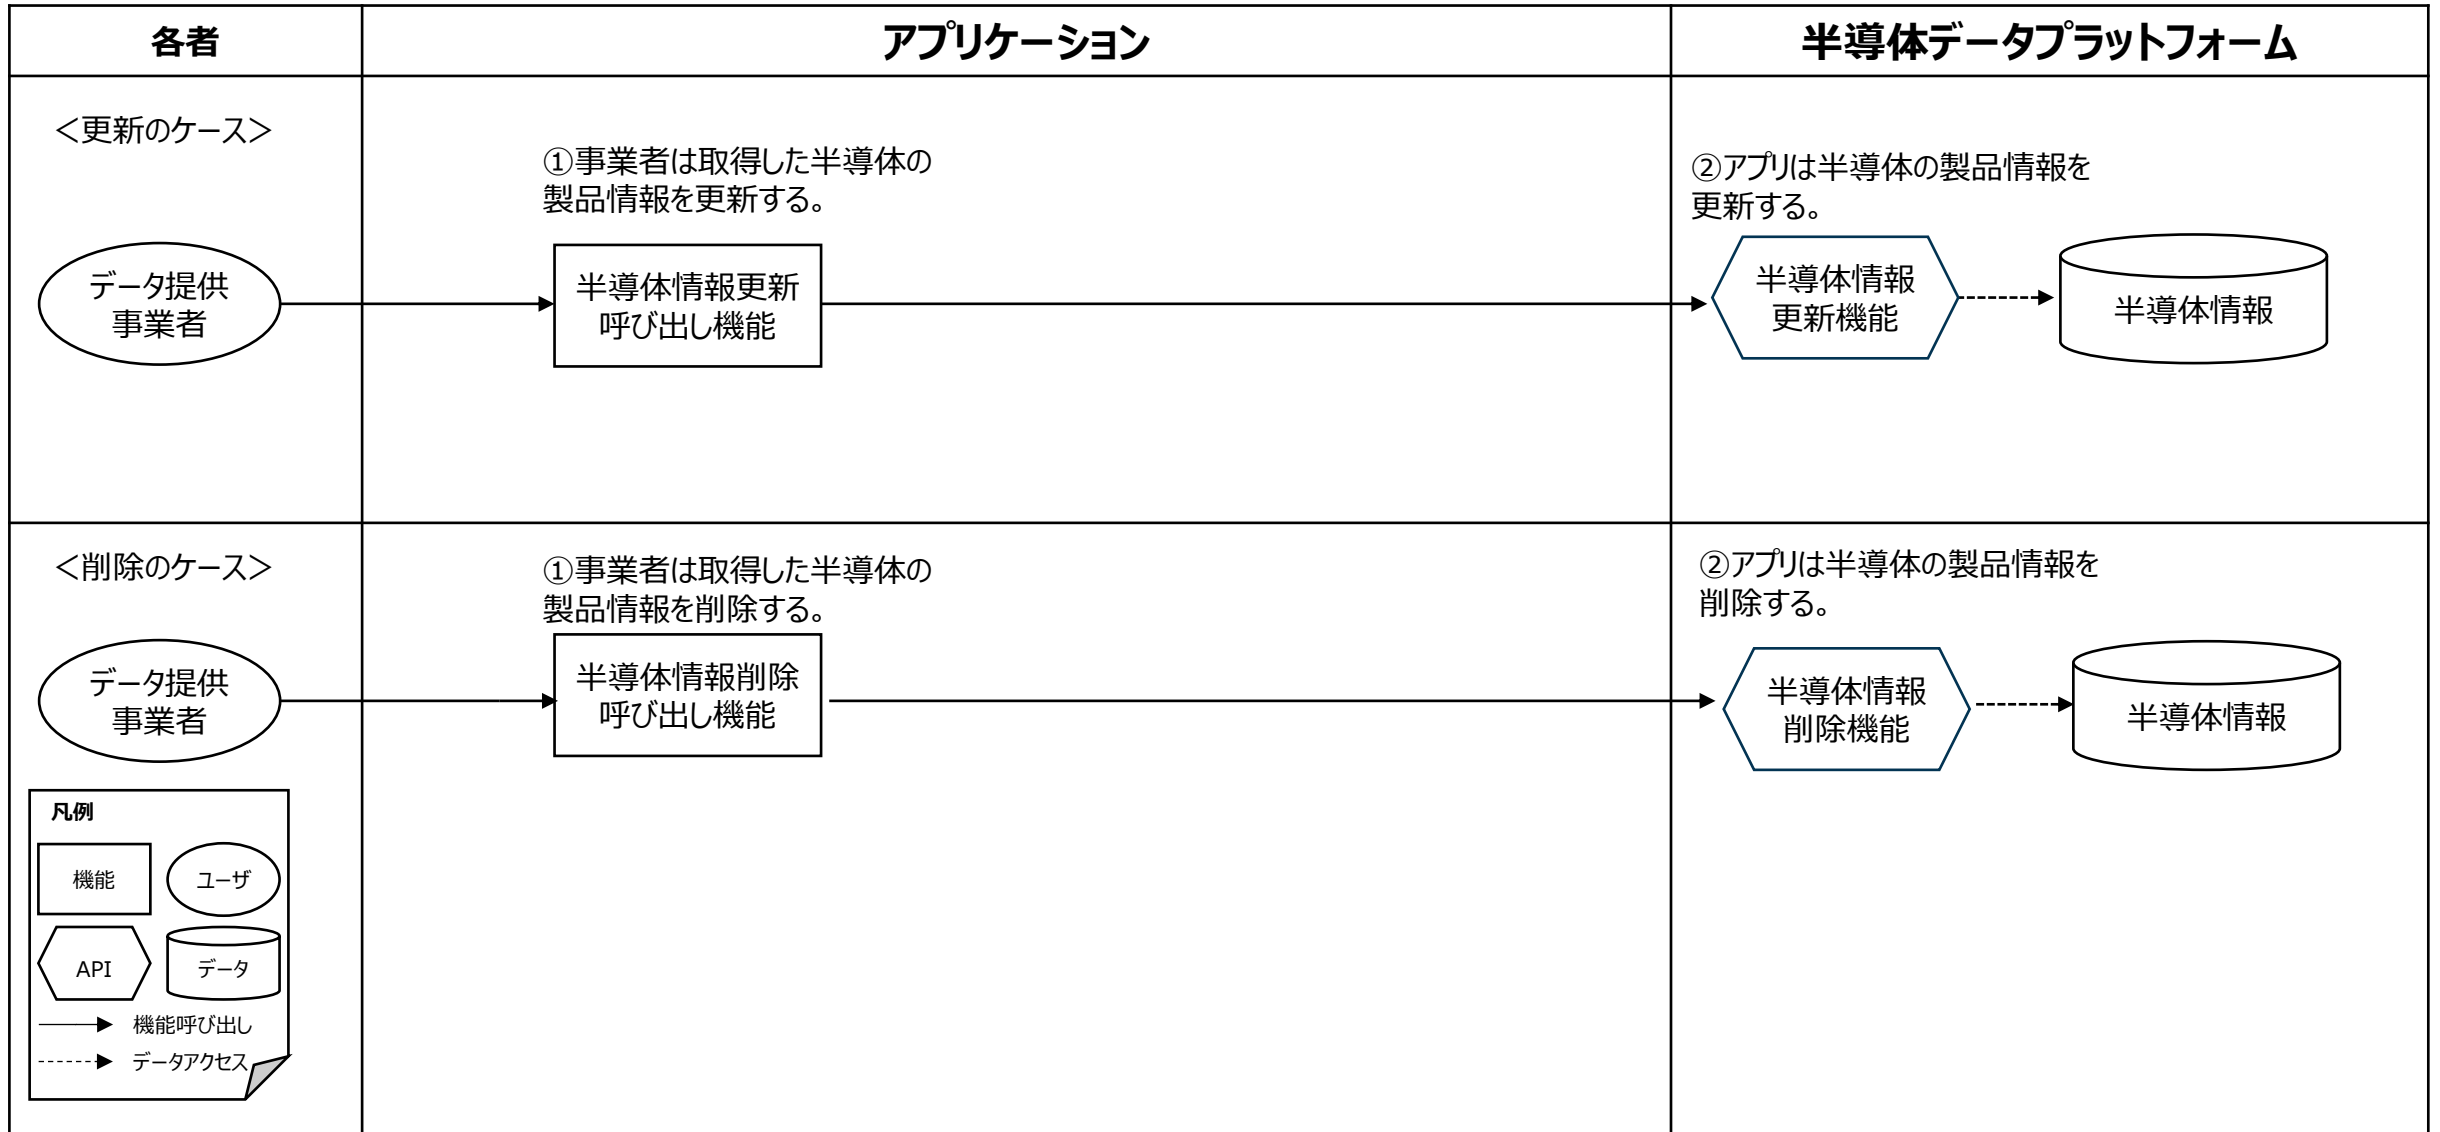 各者
アプリケーション
半導体データプラットフォーム
＜更新のケース＞
①事業者は取得した半導体の
製品情報を更新する。
②アプリは半導体の製品情報を
更新する。
データ提供
事業者
半導体情報更新
呼び出し機能
半導体情報
更新機能
半導体情報
＜削除のケース＞
①事業者は取得した半導体の
製品情報を削除する。
②アプリは半導体の製品情報を
削除する。
データ提供
事業者
半導体情報削除
呼び出し機能
半導体情報
削除機能
半導体情報
凡例
機能
ユーザ
API
データ
機能呼び出し
データアクセス